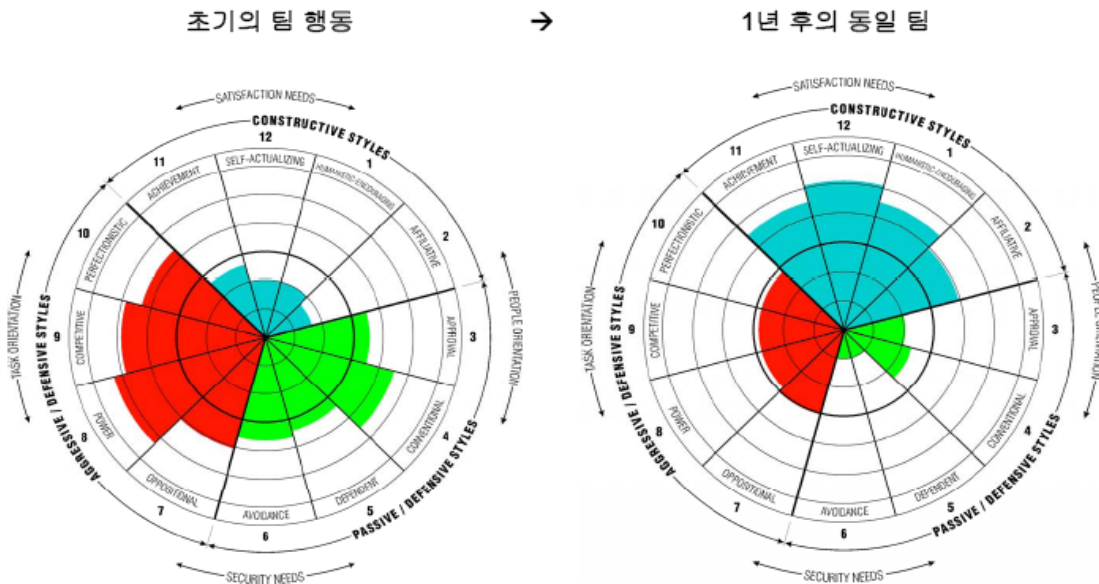 초기의 팀 행동 → 1년 후의 동일 팀
SATISFACTION NEEDS
CONSTRUCTIVE STYLES
12
SELF-ACTUALIZING
11
ACHIEVEMENT
1
HUMANISTIC-ENCOURAGING
10
PERFECTIONISTIC
2
AFFILIATIVE
TASK ORIENTATION
PEOPLE ORIENTATION
9
COMPETITIVE
APPROVAL
3
AGGRESSIVE / DEFENSIVE STYLES
8
POWER
CONVENTIONAL
4
OPPOSITIONAL
7
AVOIDANCE
6
DEPENDENT
5
PASSIVE / DEFENSIVE STYLES
SECURITY NEEDS
SATISFACTION NEEDS
CONSTRUCTIVE STYLES
12
SELF-ACTUALIZING
11
ACHIEVEMENT
1
HUMANISTIC-ENCOURAGING
10
PERFECTIONISTIC
2
AFFILIATIVE
TASK ORIENTATION
PEOPLE ORIENTATION
9
COMPETITIVE
APPROVAL
3
AGGRESSIVE / DEFENSIVE STYLES
8
POWER
CONVENTIONAL
4
OPPOSITIONAL
7
AVOIDANCE
6
DEPENDENT
5
PASSIVE / DEFENSIVE STYLES
SECURITY NEEDS